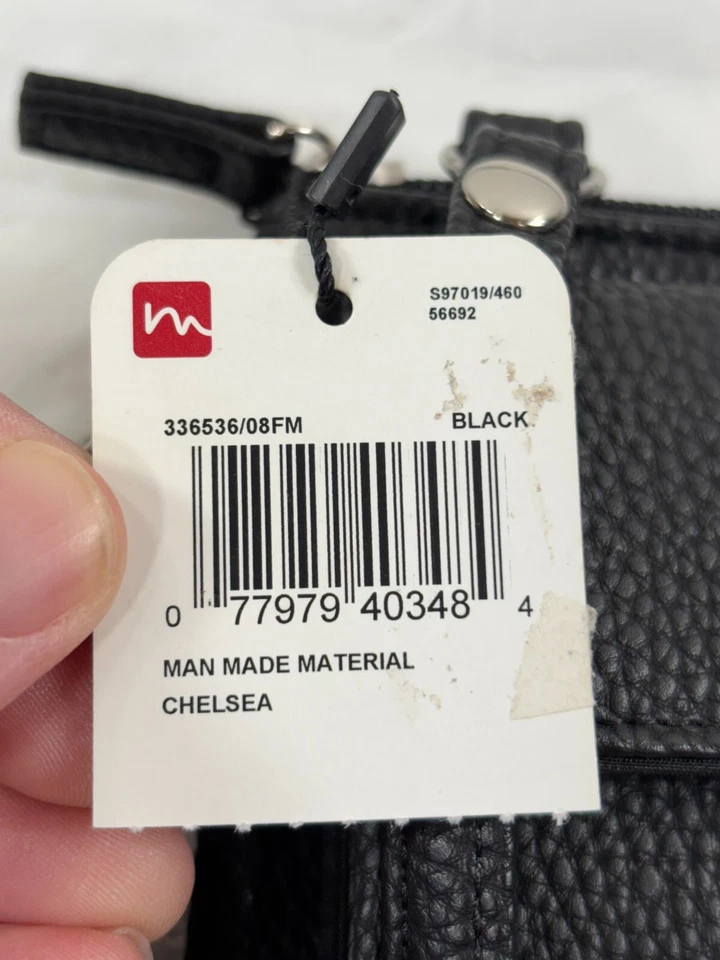 S97019/460
56692
336536/08FM BLACK
0 77979 40348 4
MAN MADE MATERIAL
CHELSEA